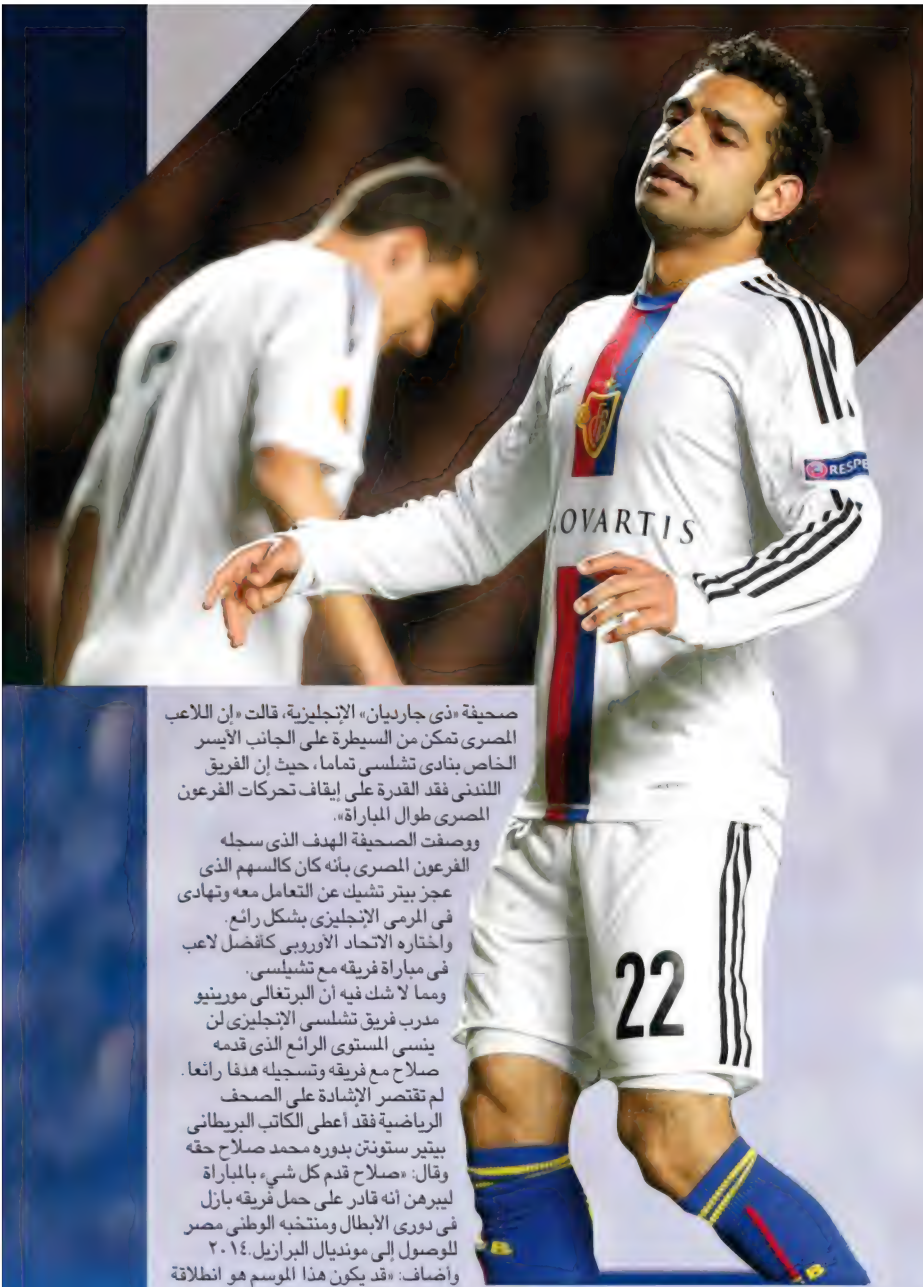 RESPE
OVARTIS
22
صحيفة «ذى جارديان» الإنجليزية، قالت «إن اللاعب
المصرى تمكن من السيطرة على الجانب الأيسر
الخاص بنادى تشلسى تماما، حيث إن الفريق
اللندنى فقد القدرة على إيقاف تحركات الفرعون
المصرى طوال المباراة».
ووصفت الصحيفة الهدف الذى سجله
الفرعون المصرى بأنه كان كالسهم الذى
عجز بيتر تشيك عن التعامل معه وتهادى
فى المرمى الإنجليزى بشكل رائع.
واختاره الاتحاد الأوروبى كأفضل لاعب
فى مباراة فريقه مع تشيلسى.
ومما لا شك فيه أن البرتغالى مورينيو
مدرب فريق تشلسى الإنجليزى لن
ينسى المستوى الرائع الذى قدمه
صلاح مع فريقه وتسجيله هدفا رائعا.
لم تقتصر الإشادة على الصحف
الرياضية فقد أعطى الكاتب البريطانى
بيتير ستونتن بدوره محمد صلاح حقه
وقال: «صلاح قدم كل شىء بالمباراة
ليبرهن أنه قادر على حمل فريقه بازل
فى دورى الأبطال ومنتخبه الوطنى مصر
للوصول إلى مونديال البرازيل.٢٠١٤
وأضاف: «قد يكون هذا الموسم هو انطلاقة